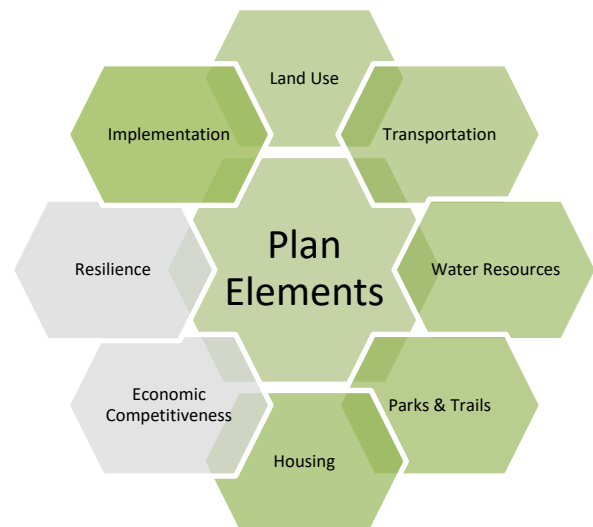 Land Use
Implementation
Transportation
Plan
Elements
Resilience
Water Resources
Economic
Competitiveness
Parks & Trails
Housing